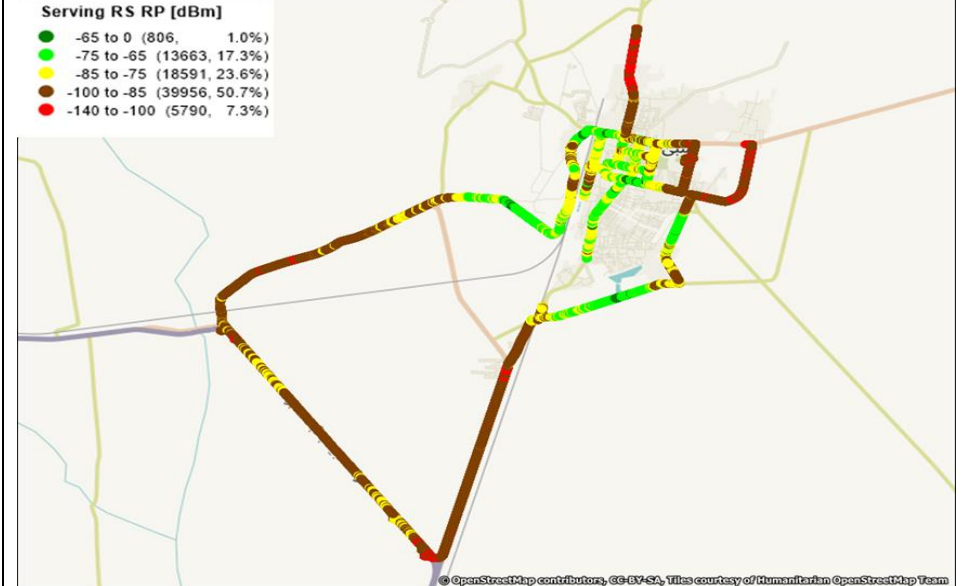 Serving RS RP [dBm]
-65 to 0 (806, 1.0%)
-75 to -65 (13663, 17.3%)
-85 to -75 (18591, 23.6%)
-100 to -85 (39956, 50.7%)
-140 to -100 (5790, 7.3%)
© OpenStreetMap contributors, CC-BY-SA, Tiles courtesy of Humanitarian OpenStreetMap Team